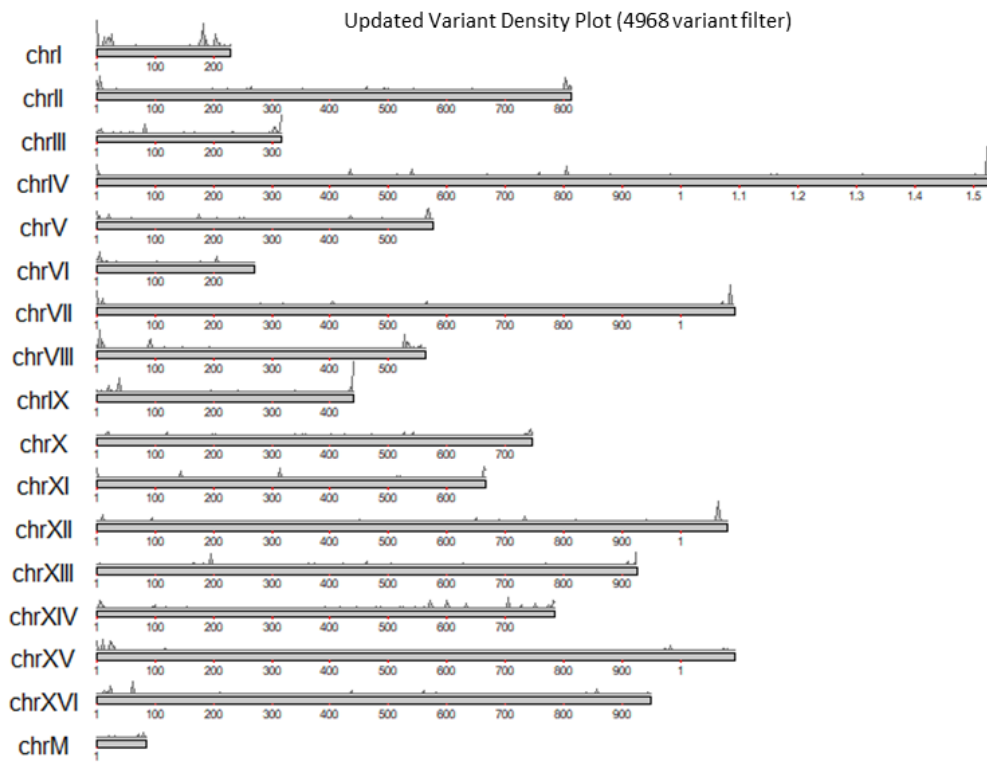 Updated Variant Density Plot (4968 variant filter)
chrI
1 100 200
chrII
1 100 200 300 400 500 600 700 800
chrIII
1 100 200 300
chrIV
1 100 200 300 400 500 600 700 800 900 1 1.1 1.2 1.3 1.4 1.5
chrV
1 100 200 300 400 500
chrVI
1 100 200
chrVII
1 100 200 300 400 500 600 700 800 900 1
chrVIII
1 100 200 300 400 500
chrIX
1 100 200 300 400
chrX
1 100 200 300 400 500 600 700
chrXI
1 100 200 300 400 500 600
chrXII
1 100 200 300 400 500 600 700 800 900 1
chrXIII
1 100 200 300 400 500 600 700 800 900
chrXIV
1 100 200 300 400 500 600 700
chrXV
1 100 200 300 400 500 600 700 800 900 1
chrXVI
1 100 200 300 400 500 600 700 800 900
chrM
1